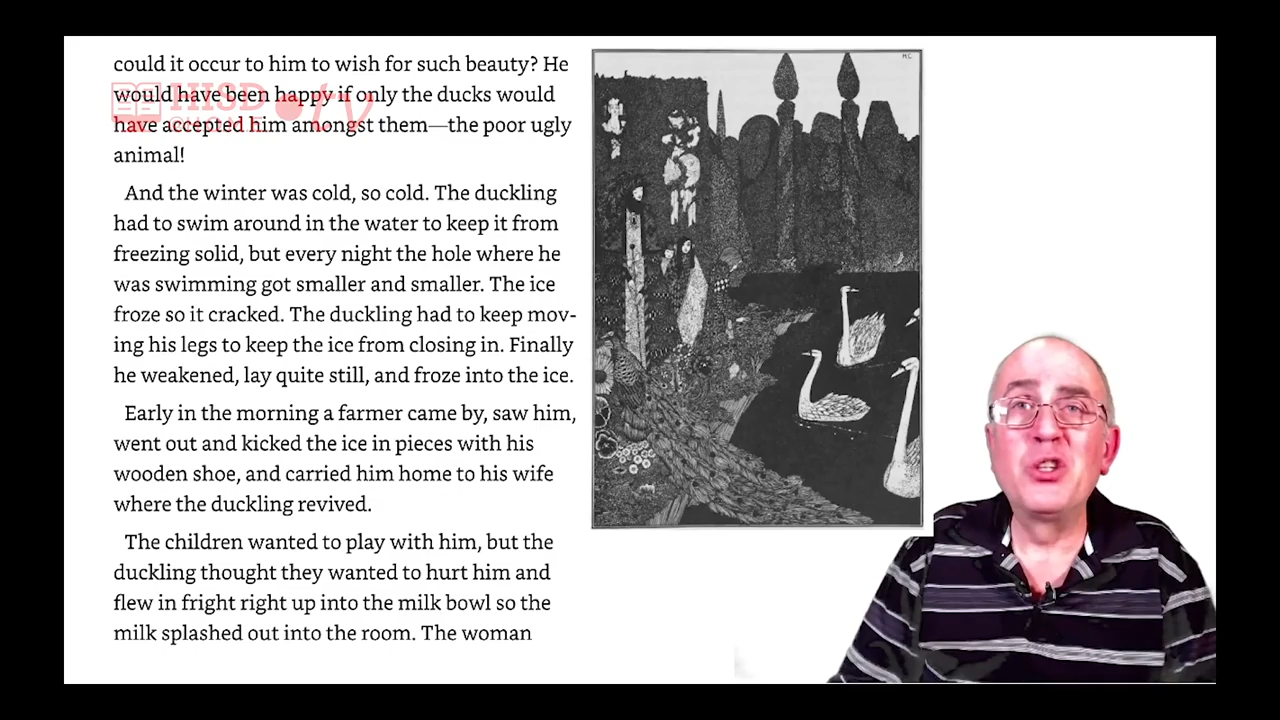 could it occur to him to wish for such beauty? He
would have been happy if only the ducks would
have accepted him amongst them—the poor ugly
animal!
And the winter was cold, so cold. The duckling
had to swim around in the water to keep it from
freezing solid, but every night the hole where he
was swimming got smaller and smaller. The ice
froze so it cracked. The duckling had to keep mov-
ing his legs to keep the ice from closing in. Finally
he weakened, lay quite still, and froze into the ice.
Early in the morning a farmer came by, saw him,
went out and kicked the ice in pieces with his
wooden shoe, and carried him home to his wife
where the duckling revived.
The children wanted to play with him, but the
duckling thought they wanted to hurt him and
flew in fright right up into the milk bowl so the
milk splashed out into the room. The woman
HC
tv